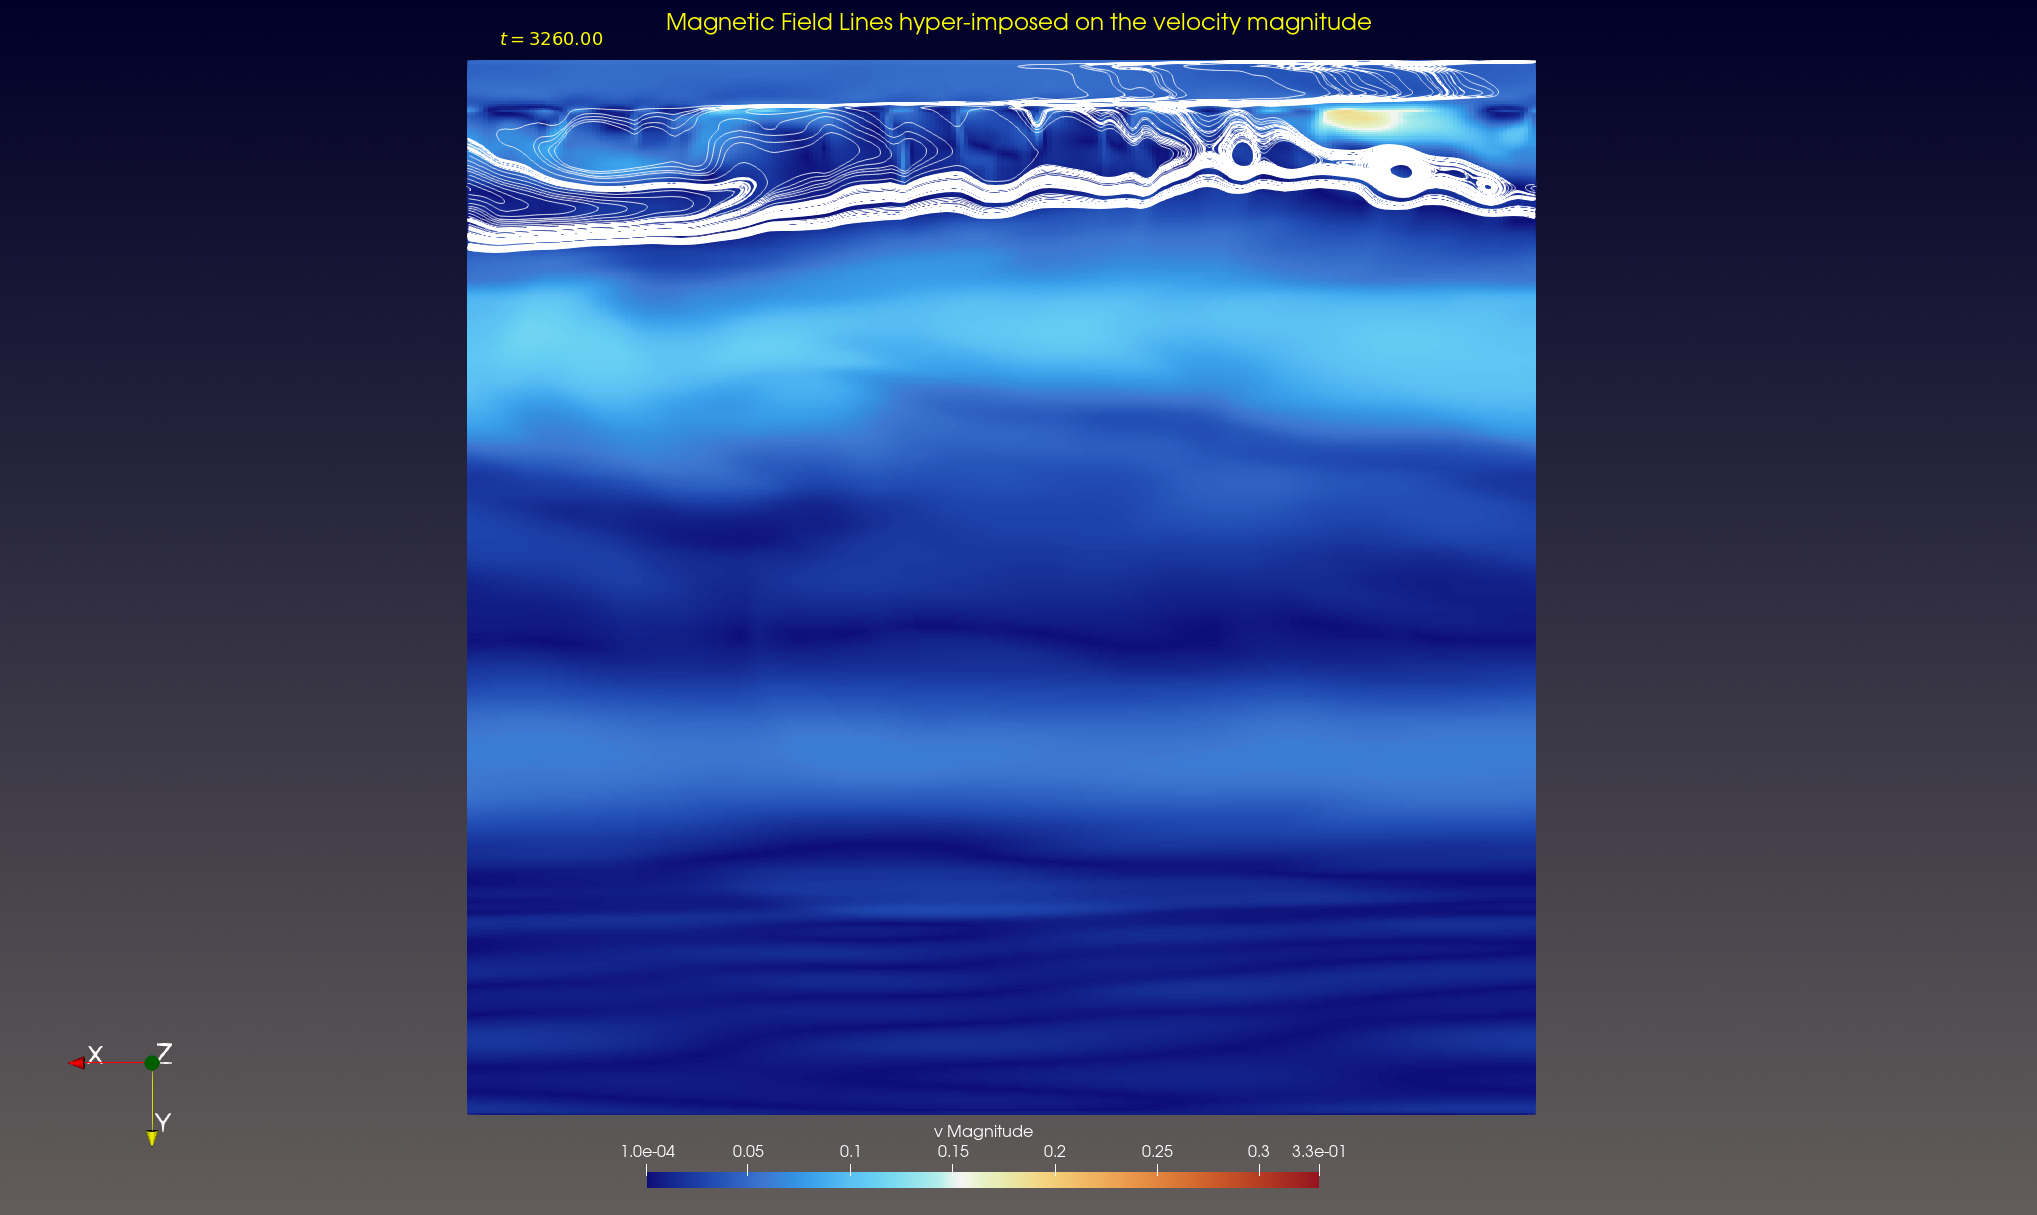 Magnetic Field Lines hyper-imposed on the velocity magnitude
t = 3260.00
X Z
Y
v Magnitude
1.0e-04 0.05 0.1 0.15 0.2 0.25 0.3 3.3e-01